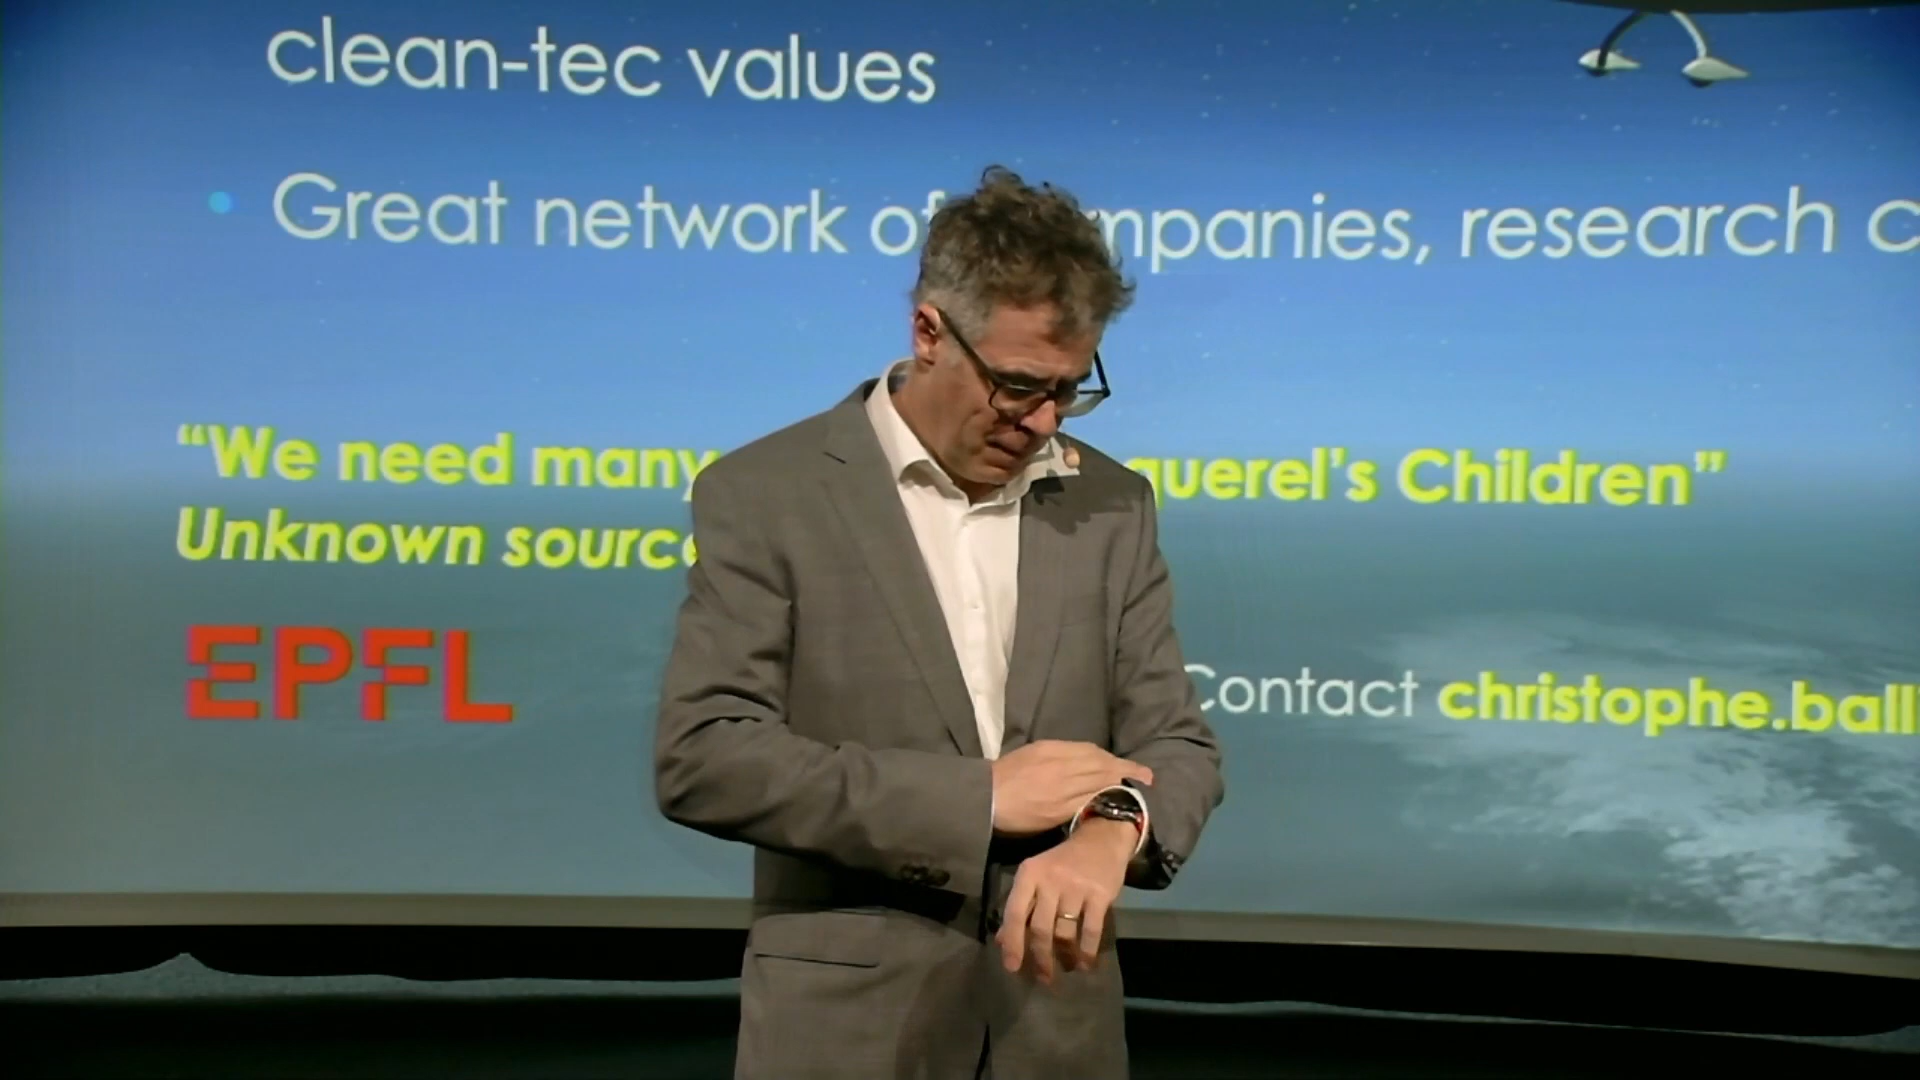 clean-tec values
• Great network of mpanies, research
“We need many querel’s Children”
Unknown source
EPFL
Contact christophe.ball